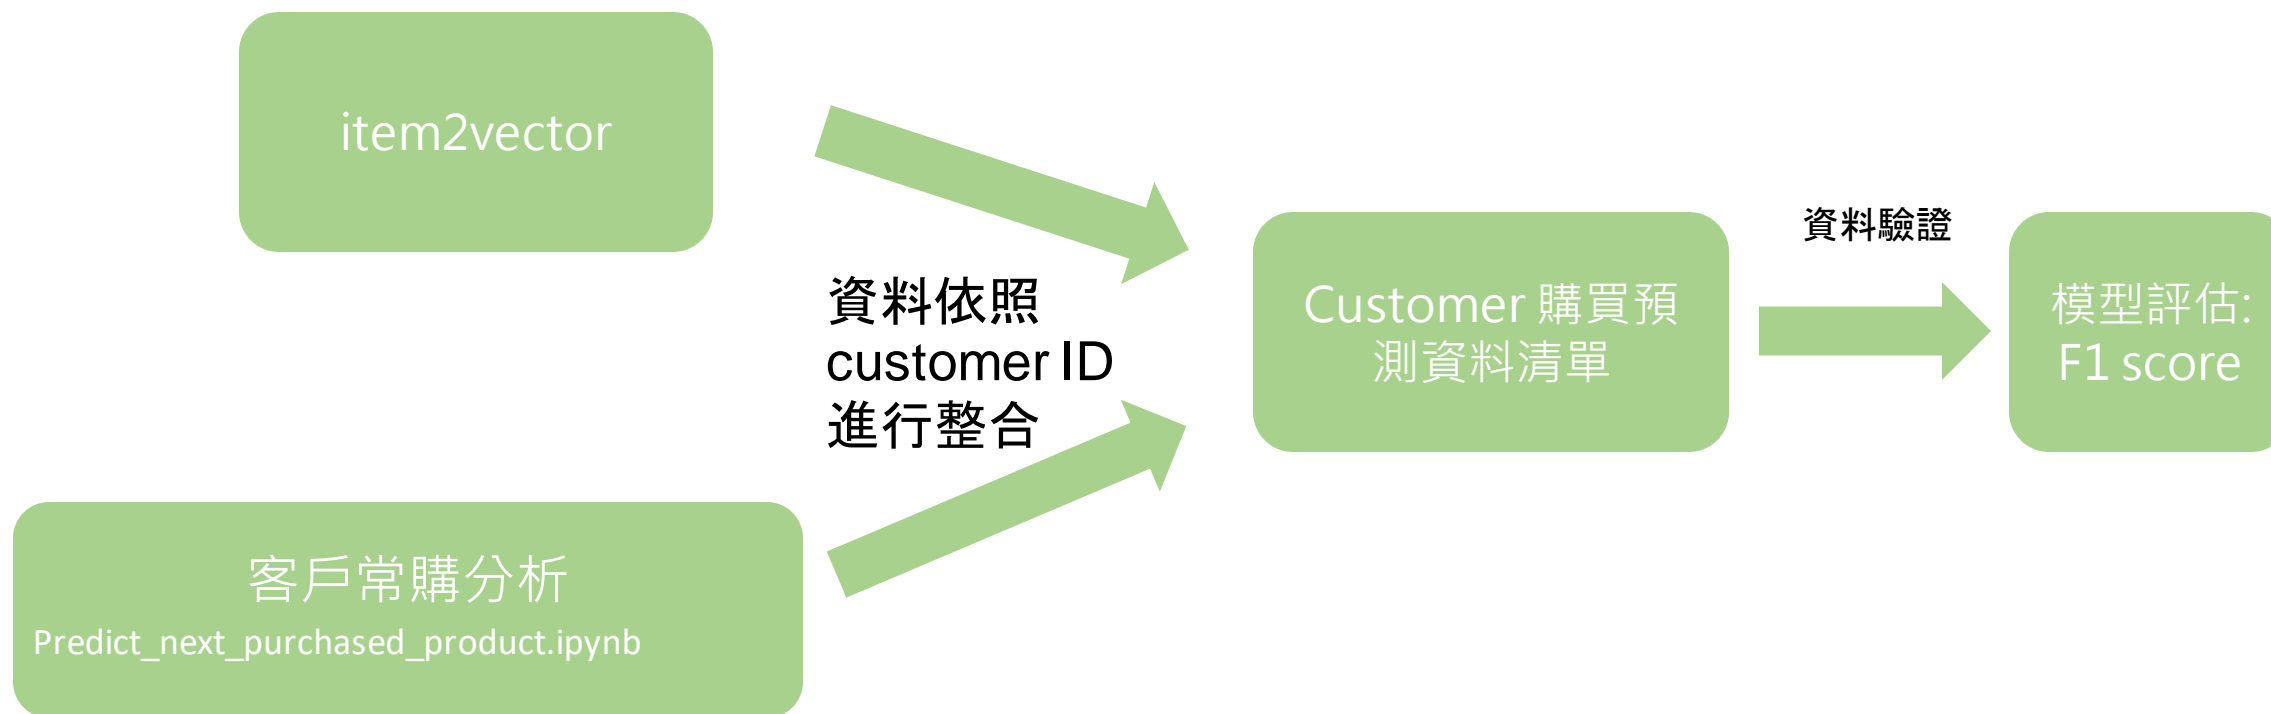 item2vector
資料依照
customer ID
進行整合
客戶常購分析
Predict_next_purchased_product.ipynb
Customer 購買預
測資料清單
資料驗證
模型評估:
F1 score